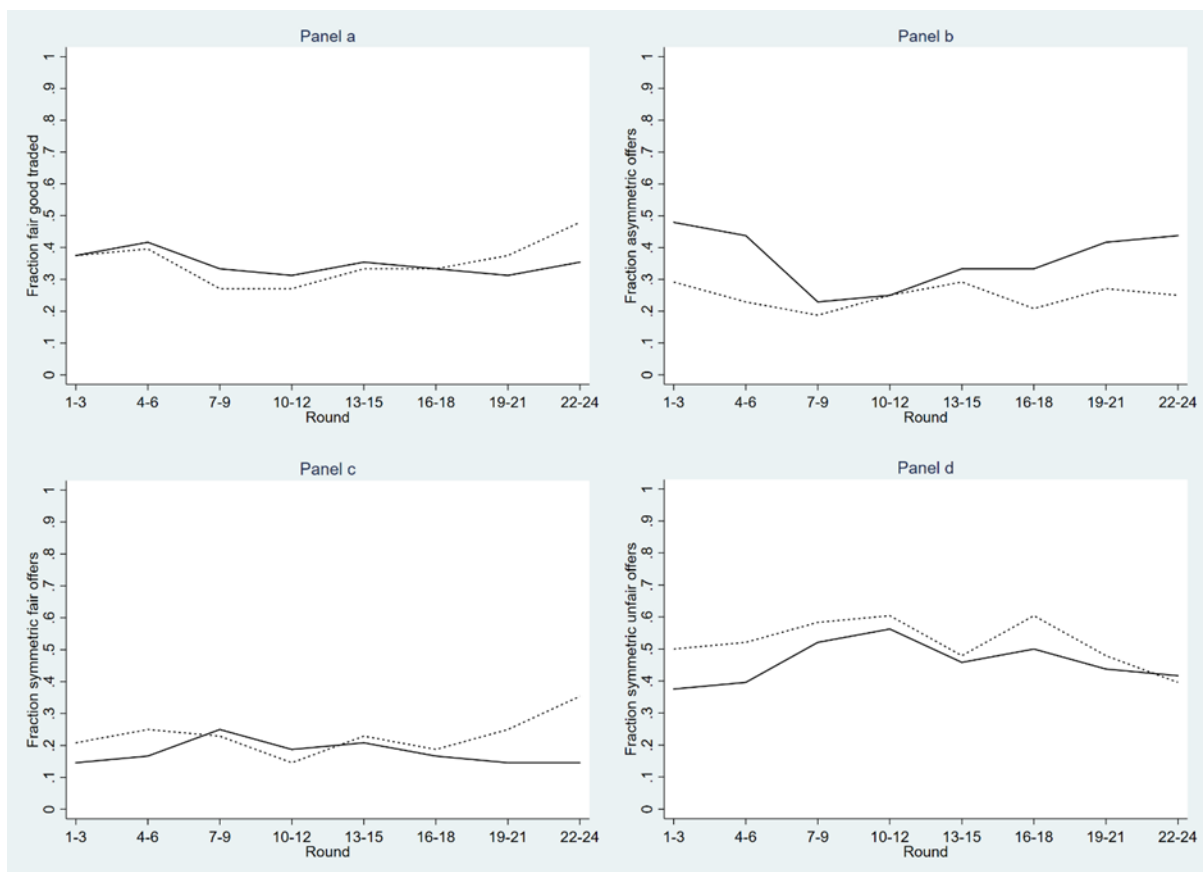 Panel a
Fraction fair good traded
1
.9
.8
.7
.6
.5
.4
.3
.2
.1
0
1-3 4-6 7-9 10-12 13-15 16-18 19-21 22-24
Round
Panel b
Fraction asymmetric offers
1
.9
.8
.7
.6
.5
.4
.3
.2
.1
0
1-3 4-6 7-9 10-12 13-15 16-18 19-21 22-24
Round
Panel c
Fraction symmetric fair offers
1
.9
.8
.7
.6
.5
.4
.3
.2
.1
0
1-3 4-6 7-9 10-12 13-15 16-18 19-21 22-24
Round
Panel d
Fraction symmetric unfair offers
1
.9
.8
.7
.6
.5
.4
.3
.2
.1
0
1-3 4-6 7-9 10-12 13-15 16-18 19-21 22-24
Round